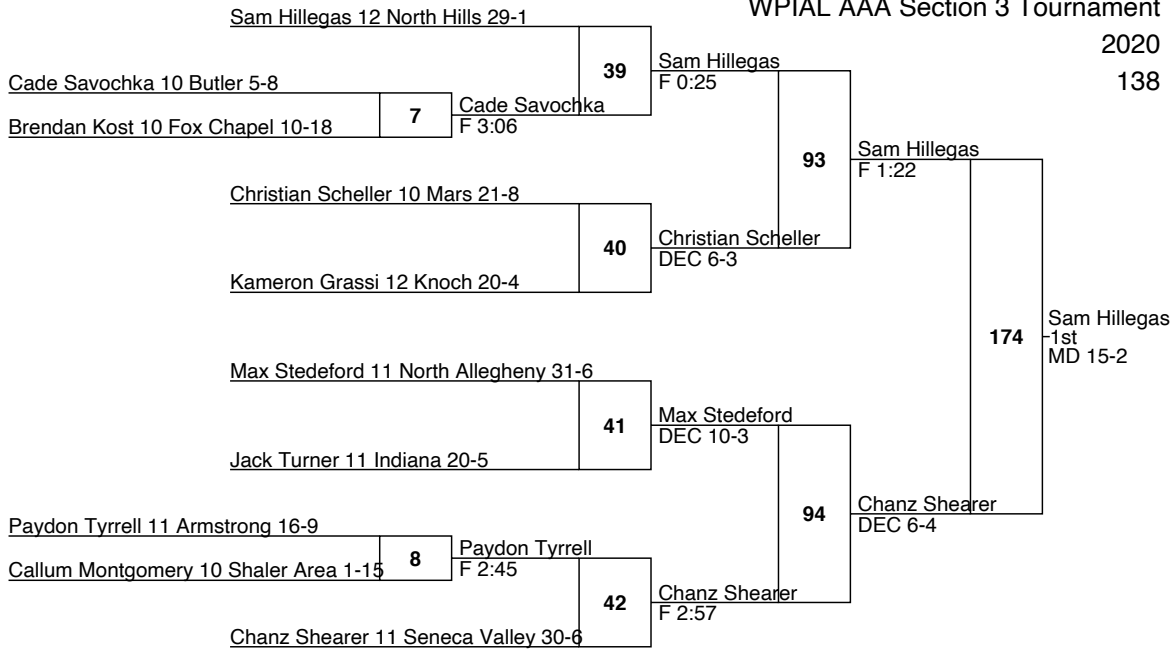 WPIAL AAA Section 3 Tournament
2020
138
Sam Hillegas 12 North Hills 29-1
39
Sam Hillegas
F 0:25
Cade Savochka 10 Butler 5-8
7
Cade Savochka
F 3:06
Brendan Kost 10 Fox Chapel 10-18
93
Sam Hillegas
F 1:22
Christian Scheller 10 Mars 21-8
40
Christian Scheller
DEC 6-3
Kameron Grassi 12 Knoch 20-4
174
Sam Hillegas
1st
MD 15-2
Max Stedeford 11 North Allegheny 31-6
41
Max Stedeford
DEC 10-3
Jack Turner 11 Indiana 20-5
94
Chanz Shearer
DEC 6-4
Paydon Tyrrell 11 Armstrong 16-9
8
Paydon Tyrrell
F 2:45
Callum Montgomery 10 Shaler Area 1-15
42
Chanz Shearer
F 2:57
Chanz Shearer 11 Seneca Valley 30-6